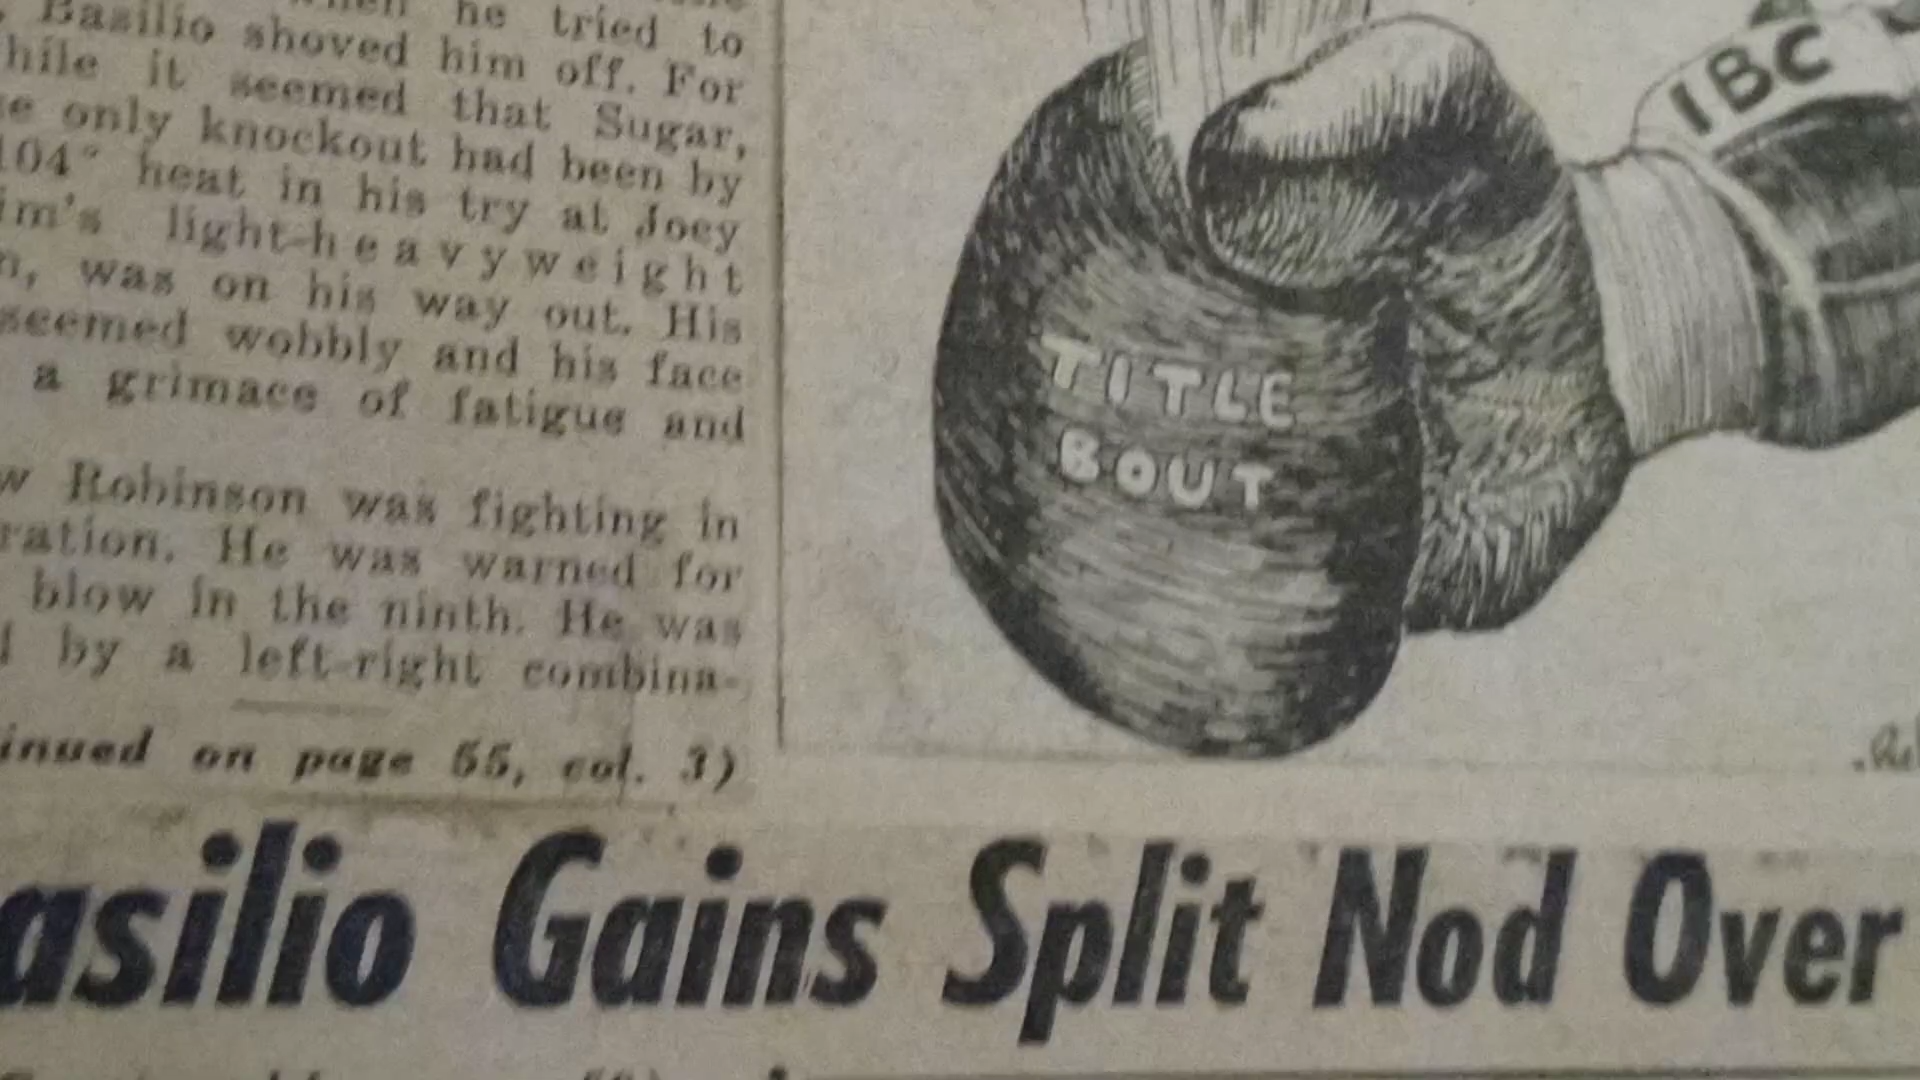 he tried to
Basilio shoved him off. For
hile it seemed that Sugar,
e only knockout had been by
104° heat in his try at Joey
im's light-heavyweight
n, was on his way out. His
seemed wobbly and his face
a grimace of fatigue and
w Robinson was fighting in
ration. He was warned for
blow in the ninth. He was
d by a left-right combina-
inued on page 55, col. 3)
IBC
TITLE
BOUT
asilio Gains Split Nod Over